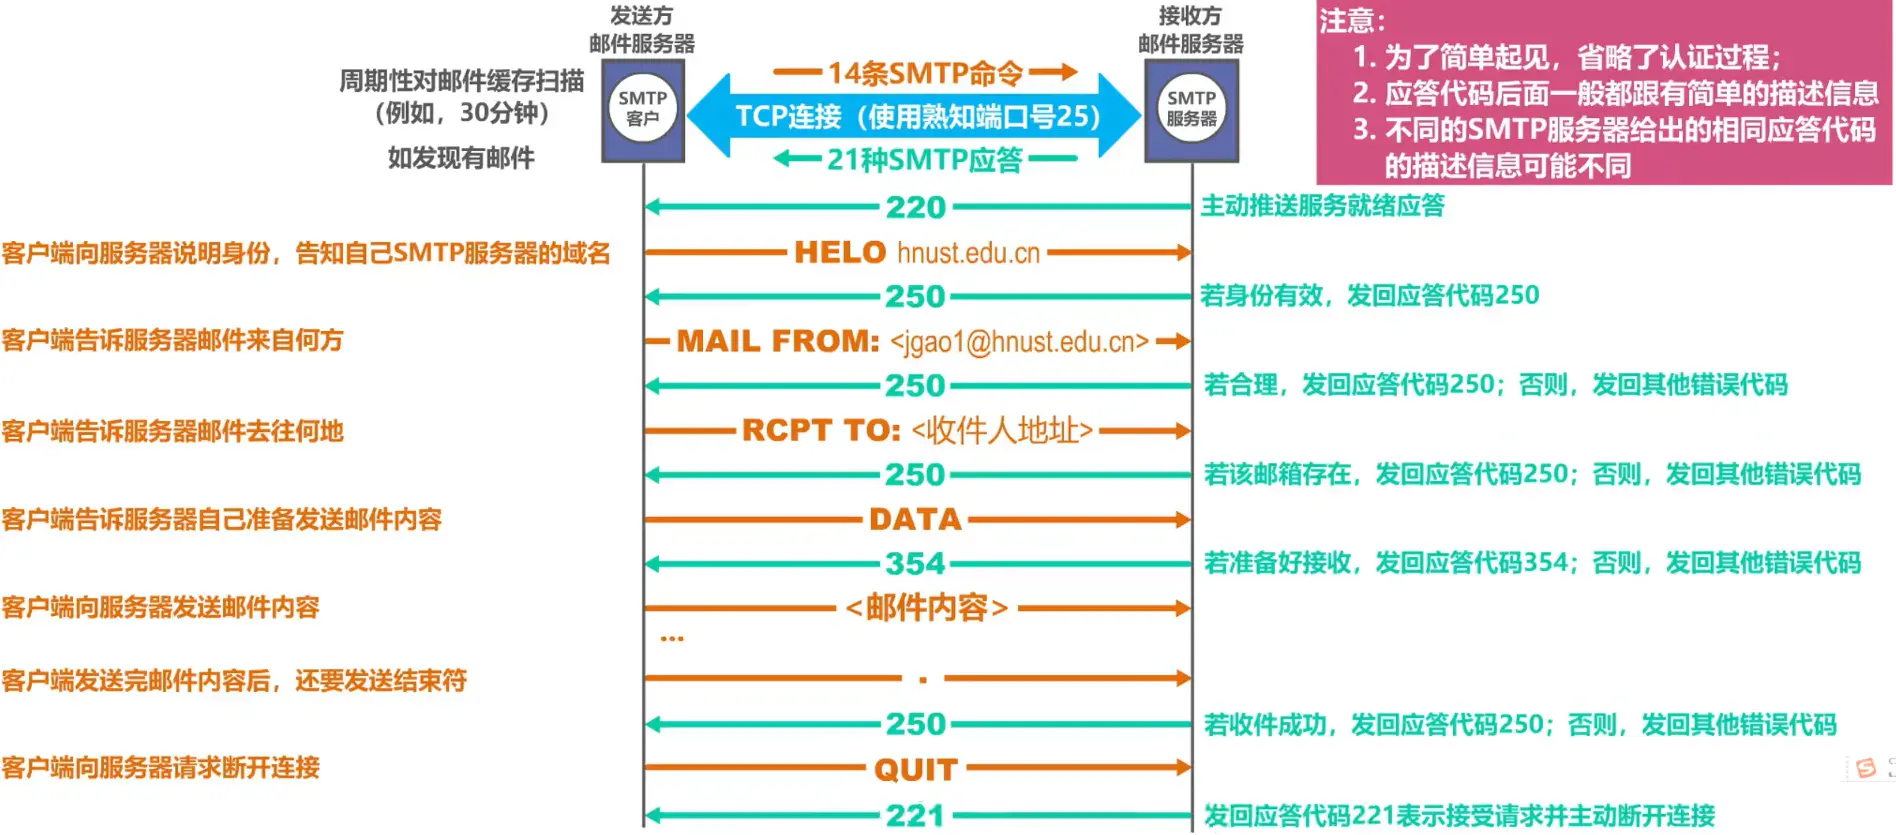 发送方
邮件服务器
接收方
邮件服务器
周期性对邮件缓存扫描
（例如，30分钟）
如发现有邮件
SMTP
客户
14条SMTP命令
TCP连接（使用熟知端口号25）
21种SMTP应答
SMTP
服务器
注意：
1. 为了简单起见，省略了认证过程；
2. 应答代码后面一般都跟有简单的描述信息
3. 不同的SMTP服务器给出的相同应答代码
的描述信息可能不同
220
主动推送服务就绪应答
客户端向服务器说明身份，告知自己SMTP服务器的域名
HELO hnust.edu.cn
250
若身份有效，发回应答代码250
客户端告诉服务器邮件来自何方
MAIL FROM: <jgao1@hnust.edu.cn>
250
若合理，发回应答代码250；否则，发回其他错误代码
客户端告诉服务器邮件去往何地
RCPT TO: <收件人地址>
250
若该邮箱存在，发回应答代码250；否则，发回其他错误代码
客户端告诉服务器自己准备发送邮件内容
DATA
354
若准备好接收，发回应答代码354；否则，发回其他错误代码
客户端向服务器发送邮件内容
<邮件内容>
...
客户端发送完邮件内容后，还要发送结束符
.
250
若收件成功，发回应答代码250；否则，发回其他错误代码
客户端向服务器请求断开连接
QUIT
221
发回应答代码221表示接受请求并主动断开连接
S